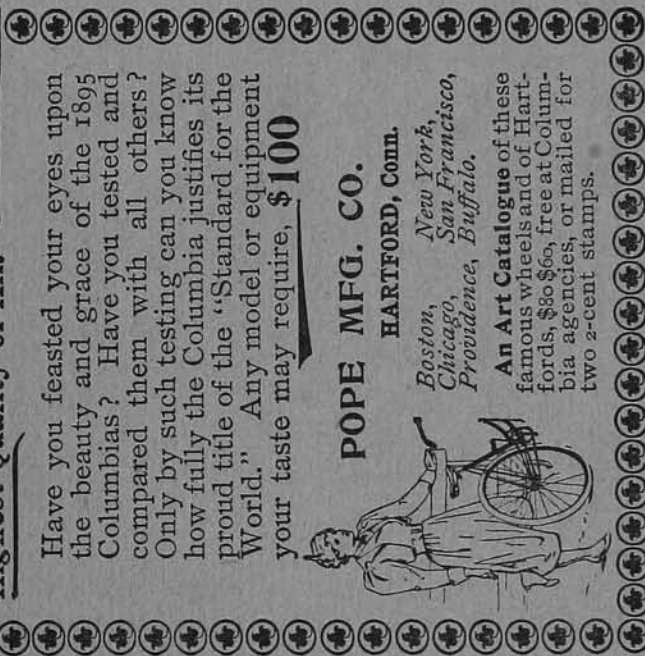 Highest Quality of All.
Have you feasted your eyes upon
the beauty and grace of the 1895
Columbias? Have you tested and
compared them with all others?
Only by such testing can you know
how fully the Columbia justifies its
proud title of the “Standard for the
World.” Any model or equipment
your taste may require, $100
POPE MFG. CO.
HARTFORD, Conn.
Boston, New York,
Chicago, San Francisco,
Providence, Buffalo.
An Art Catalogue of these
famous wheels and of Hart-
fords, $80 $60, free at Colum-
bia agencies, or mailed for
two 2-cent stamps.